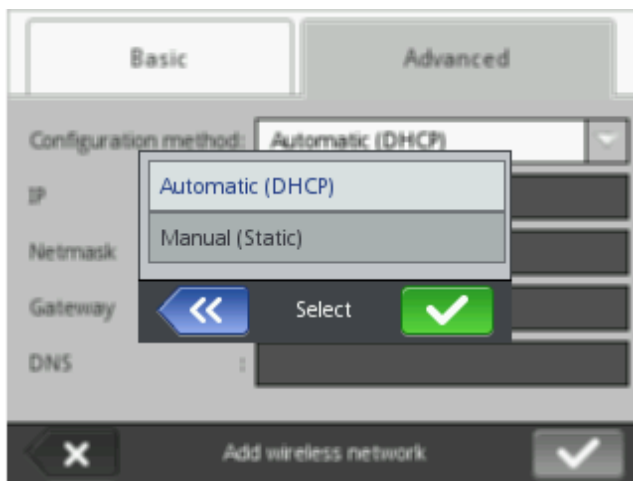 Basic Advanced
Configuration method: Automatic (DHCP)
Automatic (DHCP)
Manual (Static)
IP
Netmask
Gateway
DNS :
Select
Add wireless network